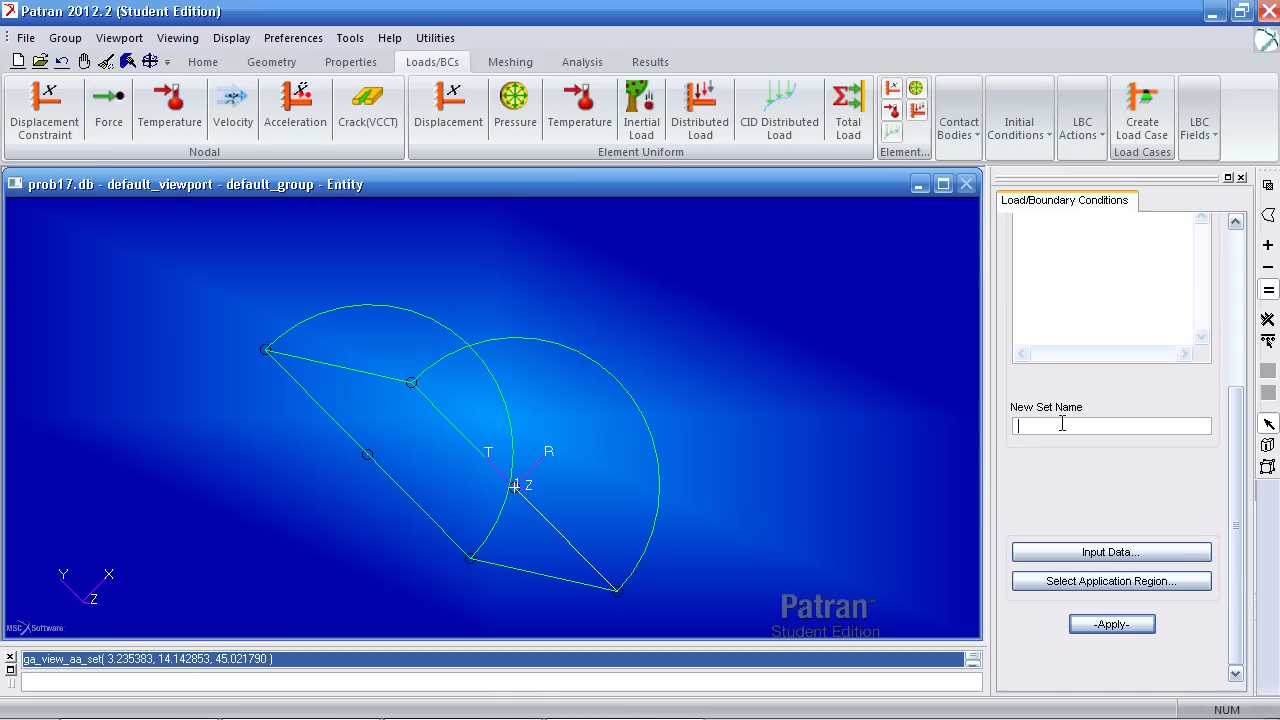 Patran 2012.2 (Student Edition)
File Group Viewport Viewing Display Preferences Tools Help Utilities
Home Geometry Properties Loads/BCs Meshing Analysis Results
Displacement Constraint
Force
Temperat
elocity
Acceleration
Crack(VCCT)
Nodal
Displacement
Pressure
Temperature
Inertial Load
Distributed Load
CID Distributed Load
Total Load
Element Uniform
Element...
Contact Bodies
Initial Conditions
LBC Actions
Create Load Case
Load Cases
LBC Fields
prob17.db - default_viewport - default_group - Entity
Load/Boundary Conditions
New Set Name
T R
Z
Y X
Z
Input Data...
Select Application Region...
-Apply-
MSC Software
Patran™
Student Edition
ga_view_aa_set( 3.235383, 14.142853, 45.021790 )
NUM